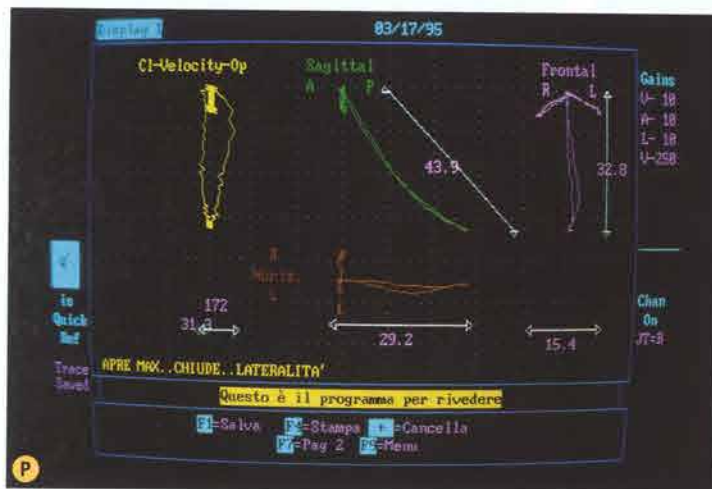 Display 1
03/17/95
Cl-Velocity-Op
Sagittal
A P
Frontal
R L
Gains
V- 10
A- 10
L- 10
V-250
43.9
32.8
172
29.2
15.4
is
Quick
Ref
Chan
On
Trace
Saved
APRE MAX..CHIUDE..LATERALITA'
Questo è il programma per rivedere
F1=Salva =Stampa =Cancella
F7=Pag 2 =Menu
P